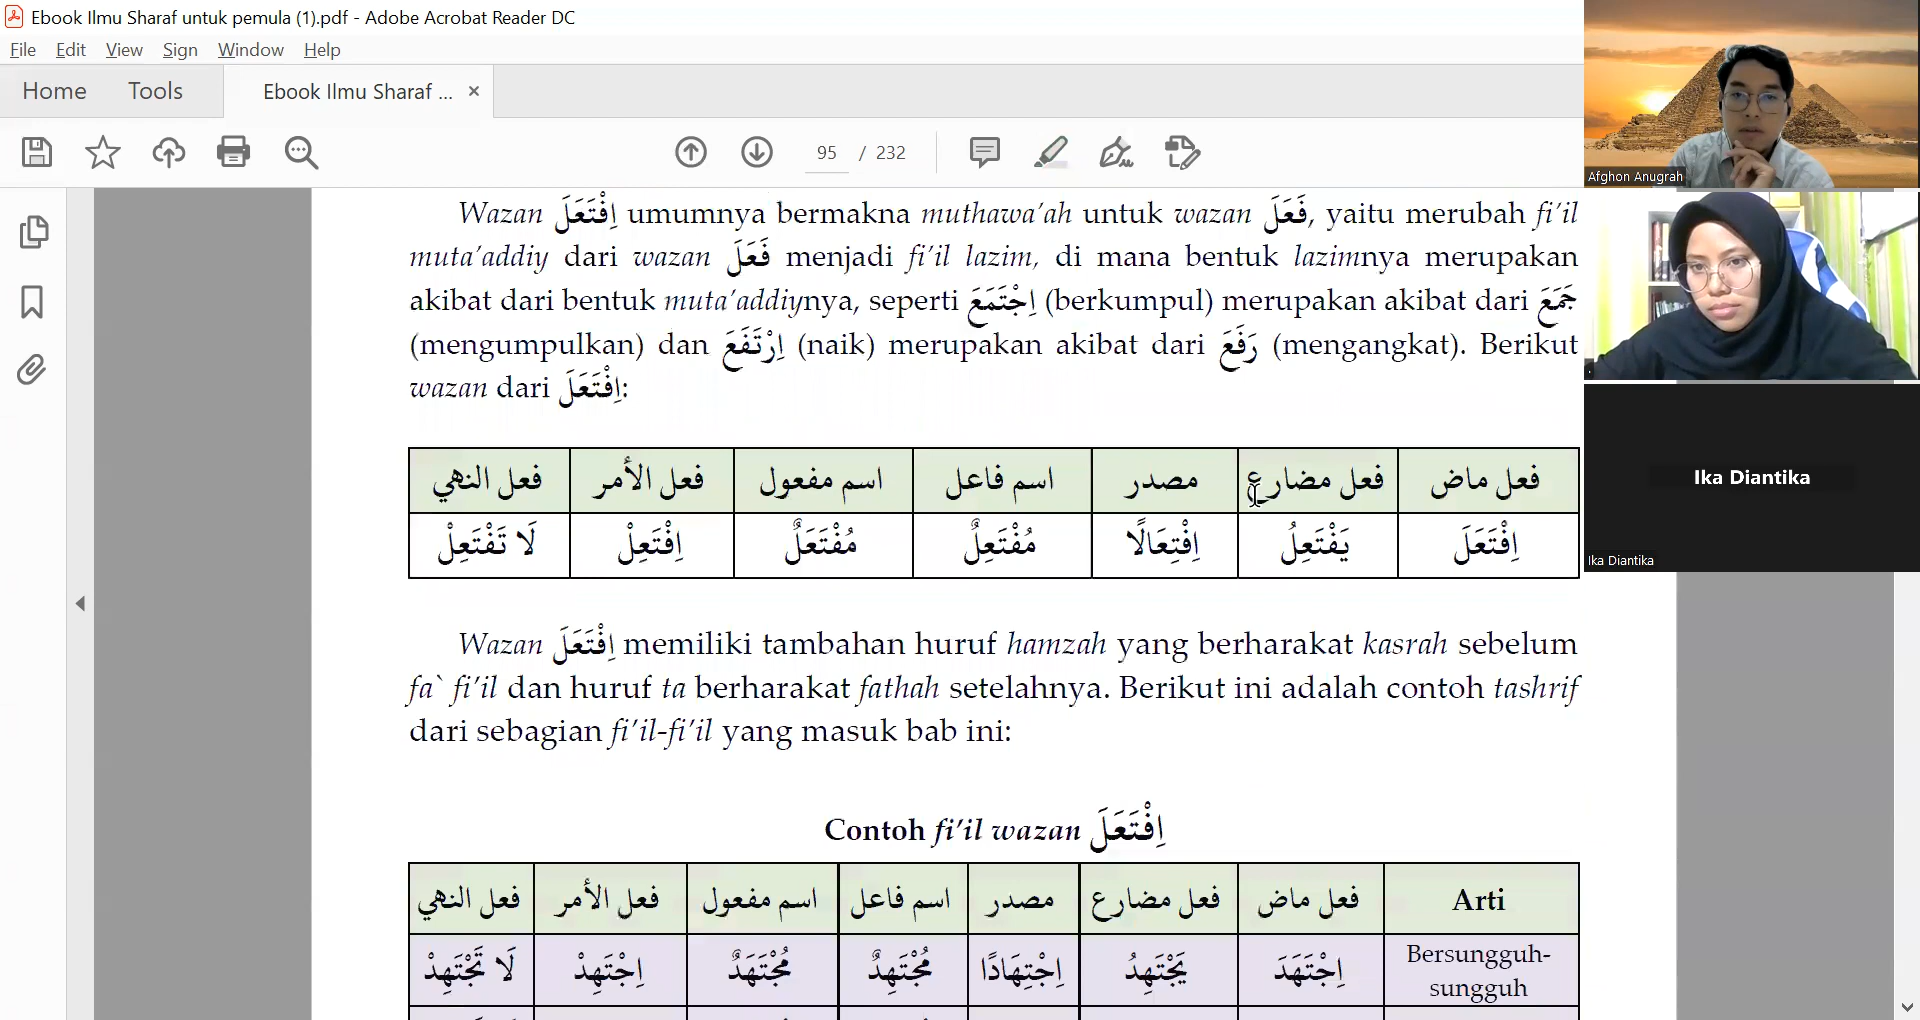 Ebook Ilmu Sharaf untuk pemula (1).pdf - Adobe Acrobat Reader DC
File Edit View Sign Window Help
Home Tools Ebook Ilmu Sharaf ... ×
95 / 232
Wazan اِفْتَعَلَ umumnya bermakna muthawa'ah untuk wazan فَعَلَ, yaitu merubah fi'il
muta'addiy dari wazan فَعَلَ menjadi fi'il lazim, di mana bentuk lazimnya merupakan
akibat dari bentuk muta'addiynya, seperti اِجْتَمَعَ (berkumpul) merupakan akibat dari جَمَعَ
(mengumpulkan) dan اِرْتَفَعَ (naik) merupakan akibat dari رَفَعَ (mengangkat). Berikut
wazan dari اِفْتَعَلَ:
فعل ماض فعل مضارع مصدر اسم فاعل اسم مفعول فعل الأمر فعل النهي
اِفْتَعَلَ يَفْتَعِلُ اِفْتِعَالًا مُفْتَعِلٌ مُفْتَعَلٌ اِفْتَعِلْ لَا تَفْتَعِلْ
Wazan اِفْتَعَلَ memiliki tambahan huruf hamzah yang berharakat kasrah sebelum
fa` fi'il dan huruf ta berharakat fathah setelahnya. Berikut ini adalah contoh tashrif
dari sebagian fi'il-fi'il yang masuk bab ini:
Contoh fi'il wazan اِفْتَعَلَ
Arti فعل ماض فعل مضارع مصدر اسم فاعل اسم مفعول فعل الأمر فعل النهي
Bersungguh-
sungguh اِجْتَهَدَ يَجْتَهِدُ اِجْتِهَادًا مُجْتَهِدٌ مُجْتَهَدٌ اِجْتَهِدْ لَا تَجْتَهِدْ
Afghon Anugrah
Ika Diantika
Ika Diantika